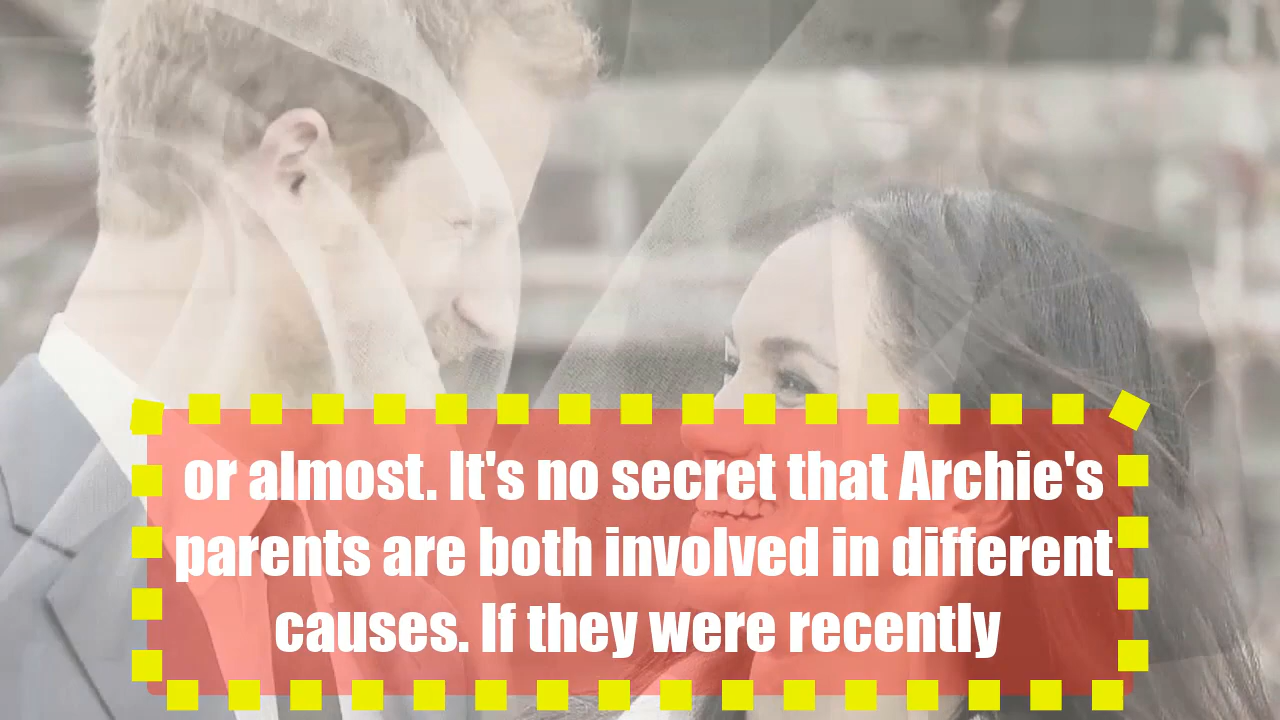 or almost. It's no secret that Archie's
parents are both involved in different
causes. If they were recently